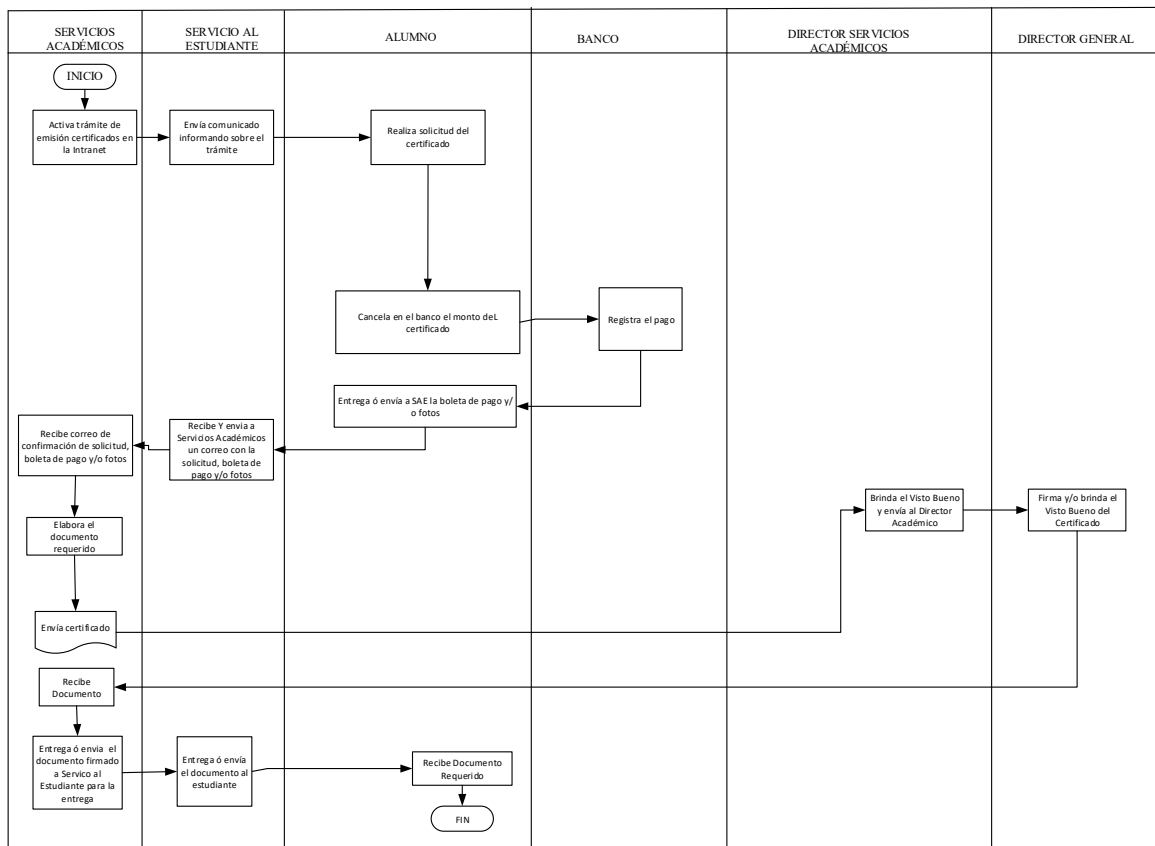 SERVICIOS
ACADÉMICOS
SERVICIO AL
ESTUDIANTE
ALUMNO
BANCO
DIRECTOR SERVICIOS
ACADÉMICOS
DIRECTOR GENERAL
INICIO
Activa trámite de
emisión certificados en
la Intranet
Envía comunicado
informando sobre el
trámite
Realiza solicitud del
certificado
Cancela en el banco el monto deL
certificado
Registra el pago
Entrega ó envía a SAE la boleta de pago y/
o fotos
Recibe Y envia a
Servicios Académicos
un correo con la
solicitud, boleta de
pago y/o fotos
Recibe correo de
confirmación de solicitud,
boleta de pago y/o fotos
Elabora el
documento
requerido
Envía certificado
Brinda el Visto Bueno
y envía al Director
Académico
Firma y/o brinda el
Visto Bueno del
Certificado
Recibe
Documento
Entrega ó envia el
documento firmado
a Servico al
Estudiante para la
entrega
Entrega ó envía
el documento al
estudiante
Recibe Documento
Requerido
FIN